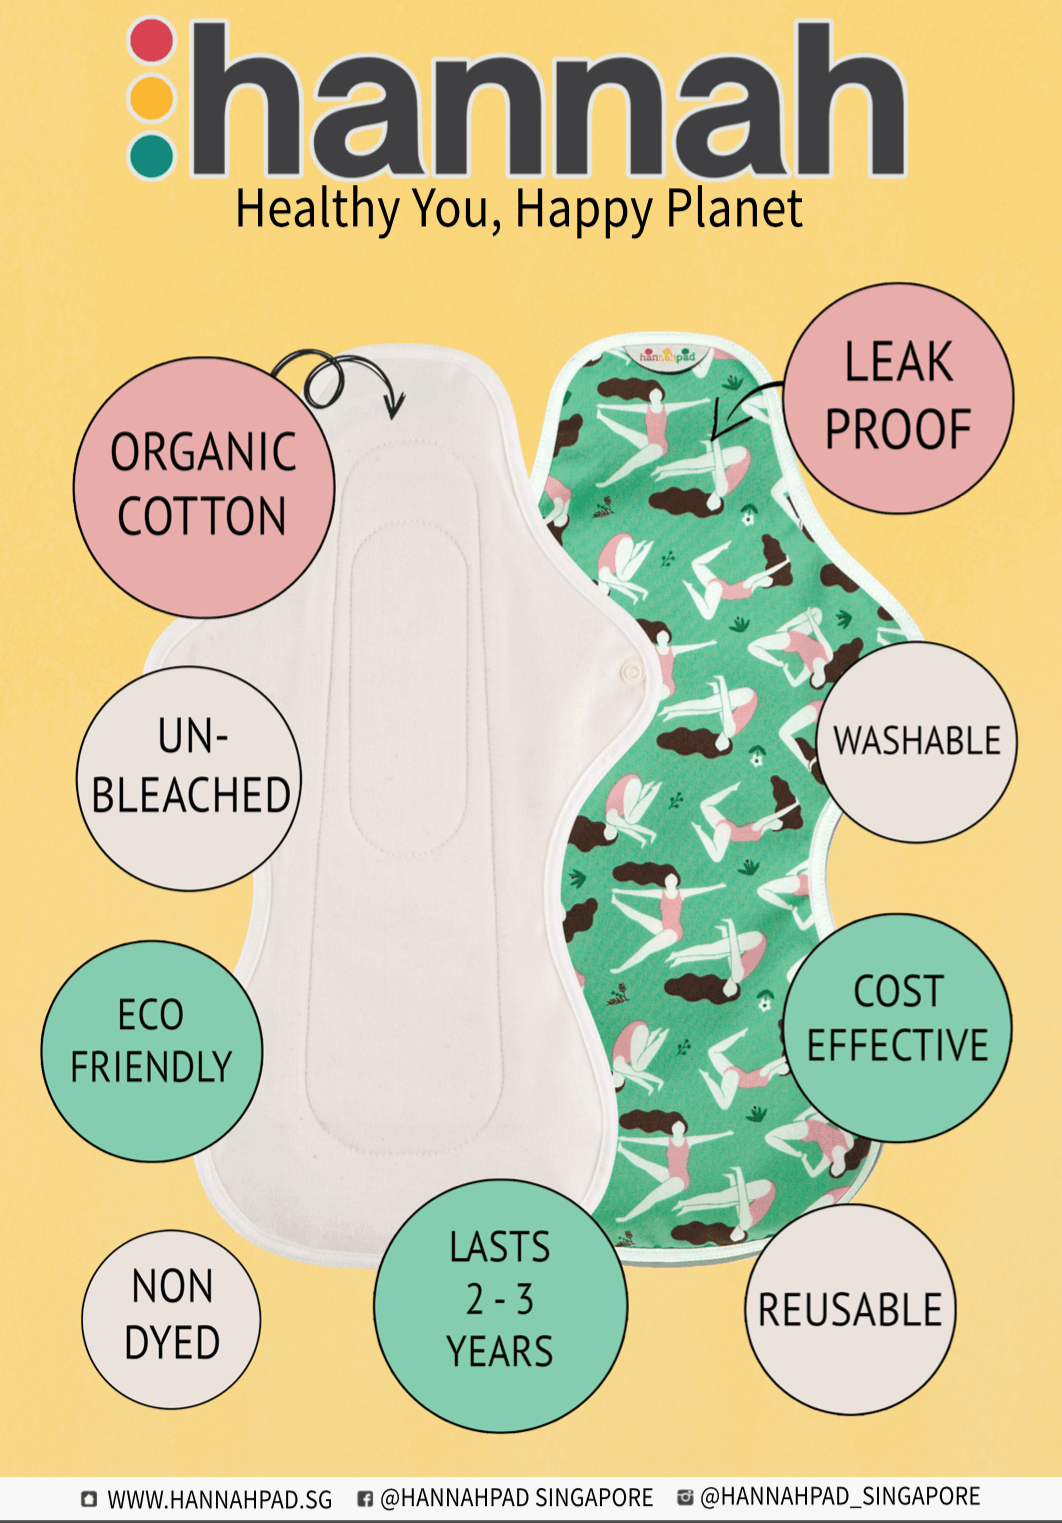 hannah
Healthy You, Happy Planet
hannahpad
LEAK
PROOF
ORGANIC
COTTON
UN-
BLEACHED
WASHABLE
ECO
FRIENDLY
COST
EFFECTIVE
NON
DYED
LASTS
2 - 3
YEARS
REUSABLE
WWW.HANNAHPAD.SG @HANNAHPAD SINGAPORE @HANNAHPAD_SINGAPORE